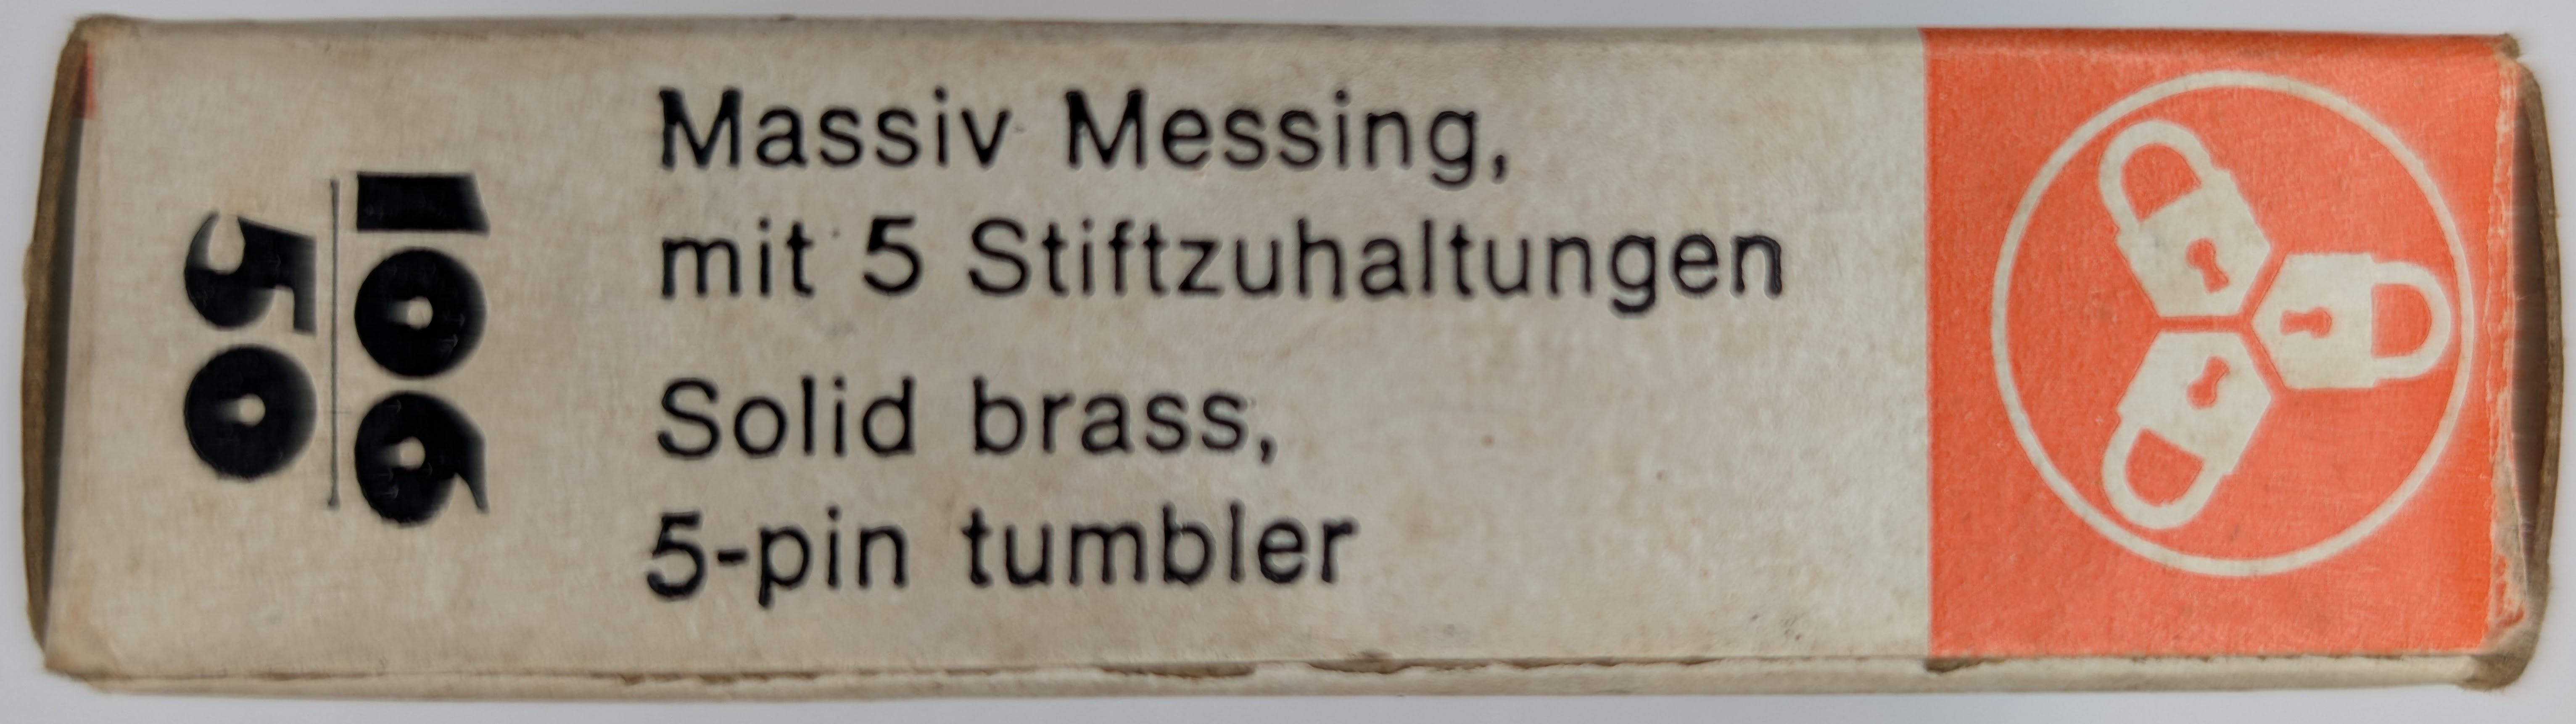 106
50
Massiv Messing,
mit 5 Stiftzuhaltungen
Solid brass,
5-pin tumbler